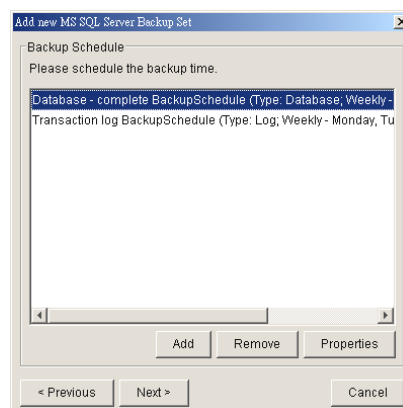 Add new MS SQL Server Backup Set
Backup Schedule
Please schedule the backup time.
Database - complete BackupSchedule (Type: Database; Weekly -
Transaction log BackupSchedule (Type: Log; Weekly - Monday, Tu
Add Remove Properties
< Previous Next > Cancel